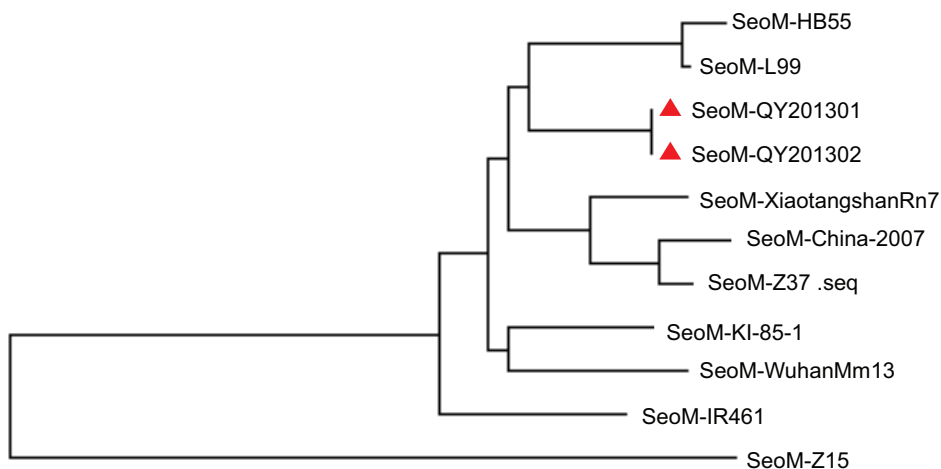 SeoM-HB55
SeoM-L99
SeoM-QY201301
SeoM-QY201302
SeoM-XiaotangshanRn7
SeoM-China-2007
SeoM-Z37 .seq
SeoM-KI-85-1
SeoM-WuhanMm13
SeoM-IR461
SeoM-Z15